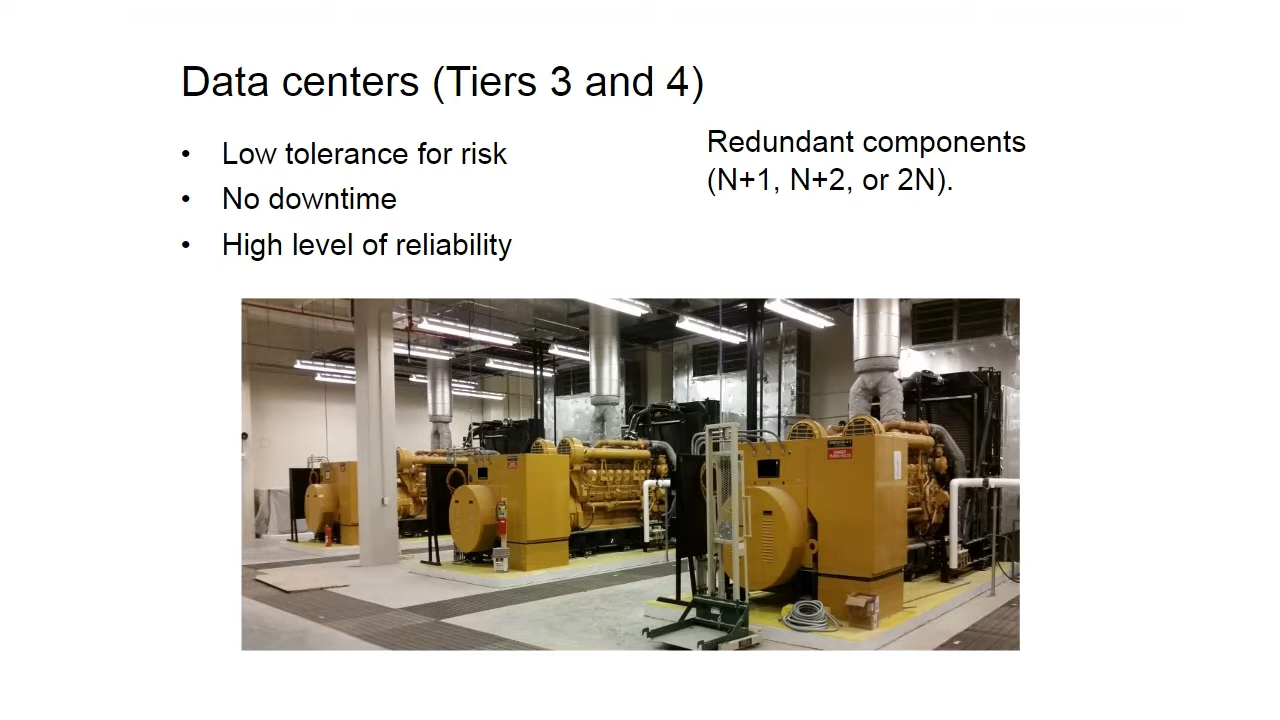 Data centers (Tiers 3 and 4)
• Low tolerance for risk
• No downtime
• High level of reliability
Redundant components
(N+1, N+2, or 2N).